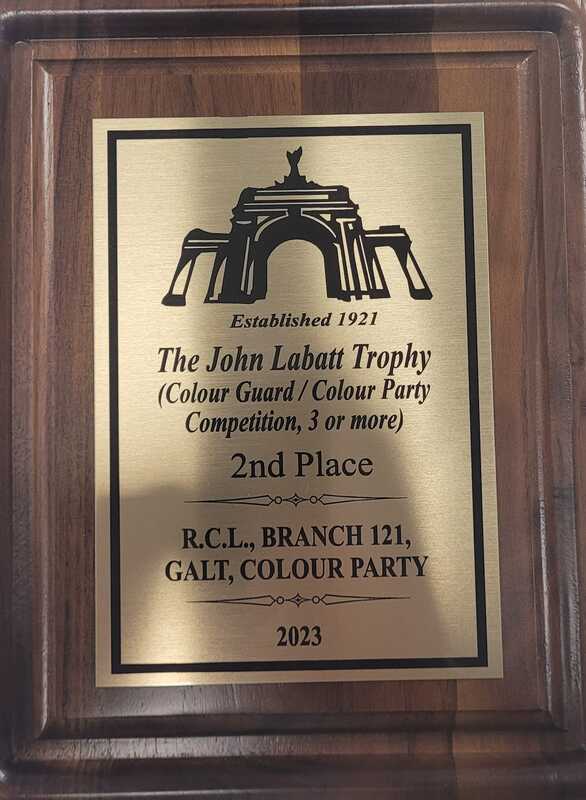 Established 1921
The John Labatt Trophy
(Colour Guard / Colour Party
Competition, 3 or more)
2nd Place
R.C.L., BRANCH 121,
GALT, COLOUR PARTY
2023